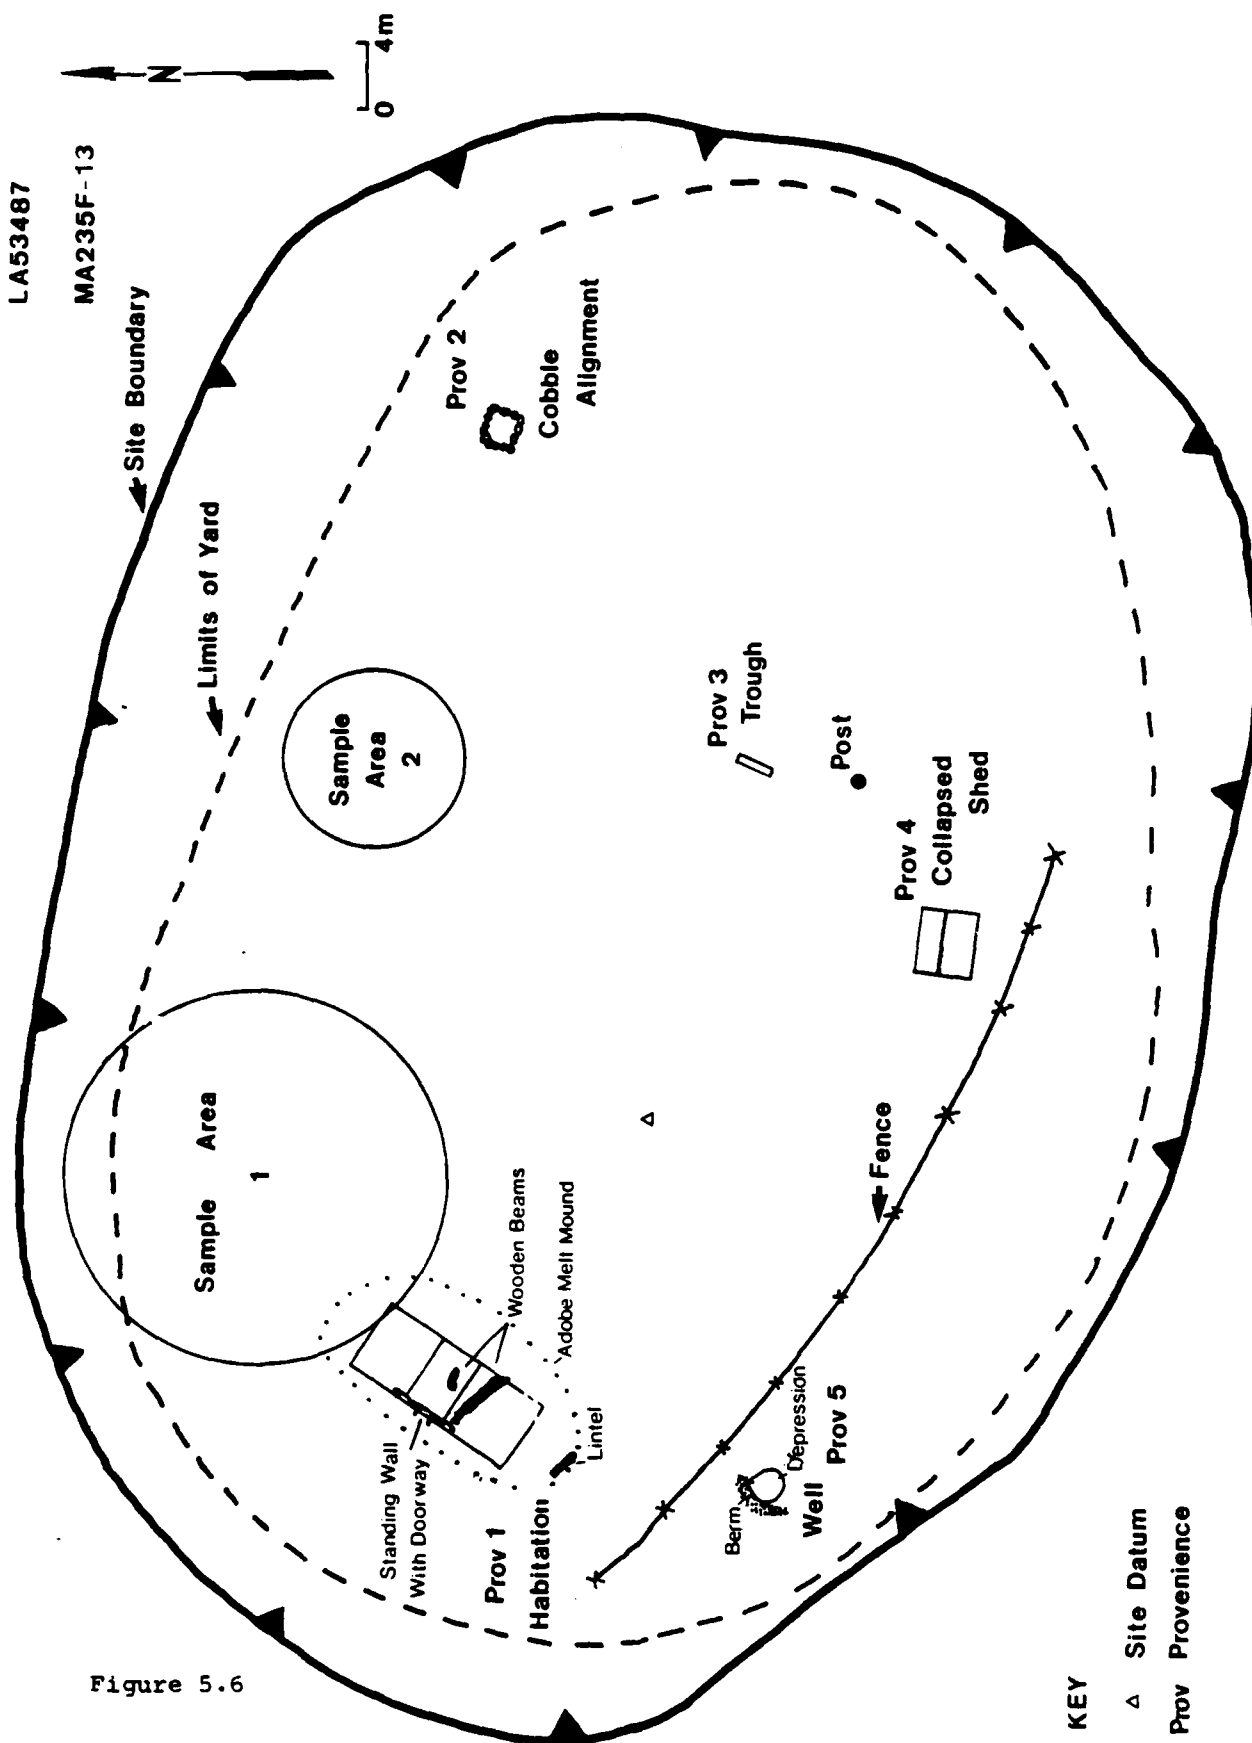 LA53487
MA235F-13
N
0 4m
Site Boundary
Limits of Yard
Prov 2
Cobble
Alignment
Sample
Area
2
Sample Area
1
Prov 3
Trough
Post
Prov 4
Collapsed
Shed
Wooden Beams
Adobe Melt Mound
Standing Wall
With Doorway
Lintel
Prov 1
Habitation
Fence
Berm
Depression
Well
Prov 5
KEY
Δ Site Datum
Prov Provenience
Figure 5.6